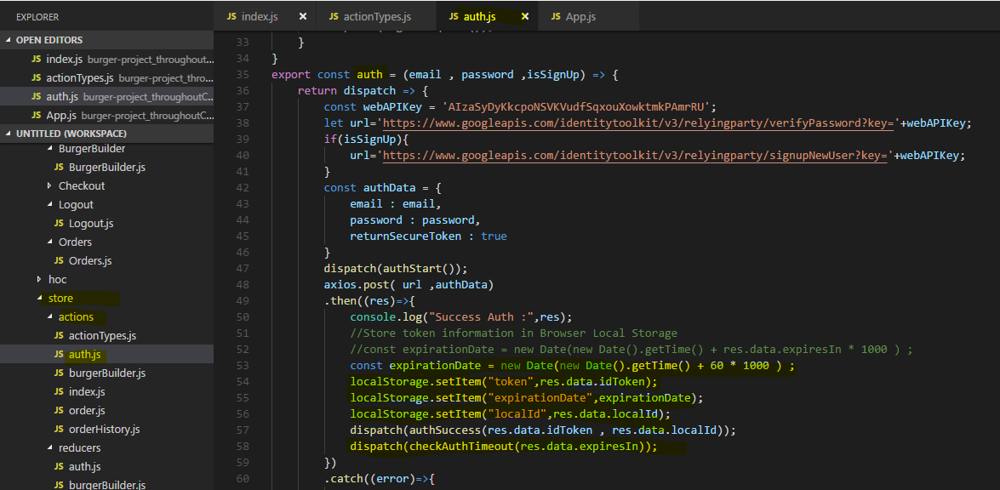 EXPLORER
OPEN EDITORS
JS index.js burger-project_throughout...
JS actionTypes.js burger-project_thro...
JS auth.js burger-project_throughoutC...
JS App.js burger-project_throughoutC...
UNTITLED (WORKSPACE)
BurgerBuilder
JS BurgerBuilder.js
Checkout
Logout
JS Logout.js
Orders
JS Orders.js
hoc
store
actions
JS actionTypes.js
JS auth.js
JS burgerBuilder.js
JS index.js
JS order.js
JS orderHistory.js
reducers
JS auth.js
JS burgerBuilder.js
JS index.js × JS actionTypes.js JS auth.js × JS App.js
33 }
34 }
35 export const auth = (email , password ,isSignUp) => {
36 return dispatch => {
37 const webAPIKey = 'AIzaSyDyKkcpoNSVKVudfSqxouXowktmkPAmrRU';
38 let url='https://www.googleapis.com/identitytoolkit/v3/relyingparty/verifyPassword?key='+webAPIKey;
39 if(isSignUp){
40 url='https://www.googleapis.com/identitytoolkit/v3/relyingparty/signupNewUser?key='+webAPIKey;
41 }
42 const authData = {
43 email : email,
44 password : password,
45 returnSecureToken : true
46 }
47 dispatch(authStart());
48 axios.post( url ,authData)
49 .then((res)=>{
50 console.log("Success Auth :",res);
51 //Store token information in Browser Local Storage
52 //const expirationDate = new Date(new Date().getTime() + res.data.expiresIn * 1000 ) ;
53 const expirationDate = new Date(new Date().getTime() + 60 * 1000 ) ;
54 localStorage.setItem("token",res.data.idToken);
55 localStorage.setItem("expirationDate",expirationDate);
56 localStorage.setItem("localId",res.data.localId);
57 dispatch(authSuccess(res.data.idToken , res.data.localId));
58 dispatch(checkAuthTimeout(res.data.expiresIn));
59 })
60 .catch((error)=>{